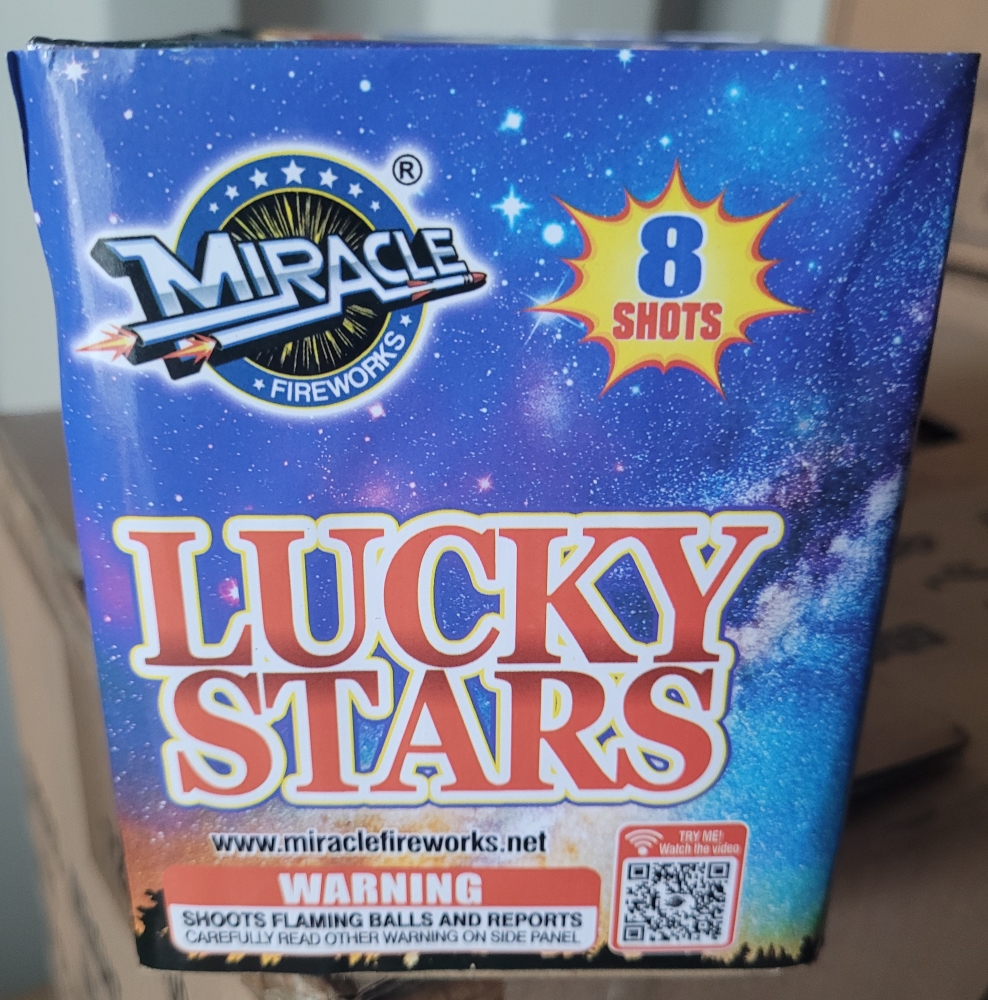 MIRACLE
®
FIREWORKS
8
SHOTS
LUCKY
STARS
www.miraclefireworks.net
TRY ME!
Watch the video
WARNING
SHOOTS FLAMING BALLS AND REPORTS
CAREFULLY READ OTHER WARNING ON SIDE PANEL